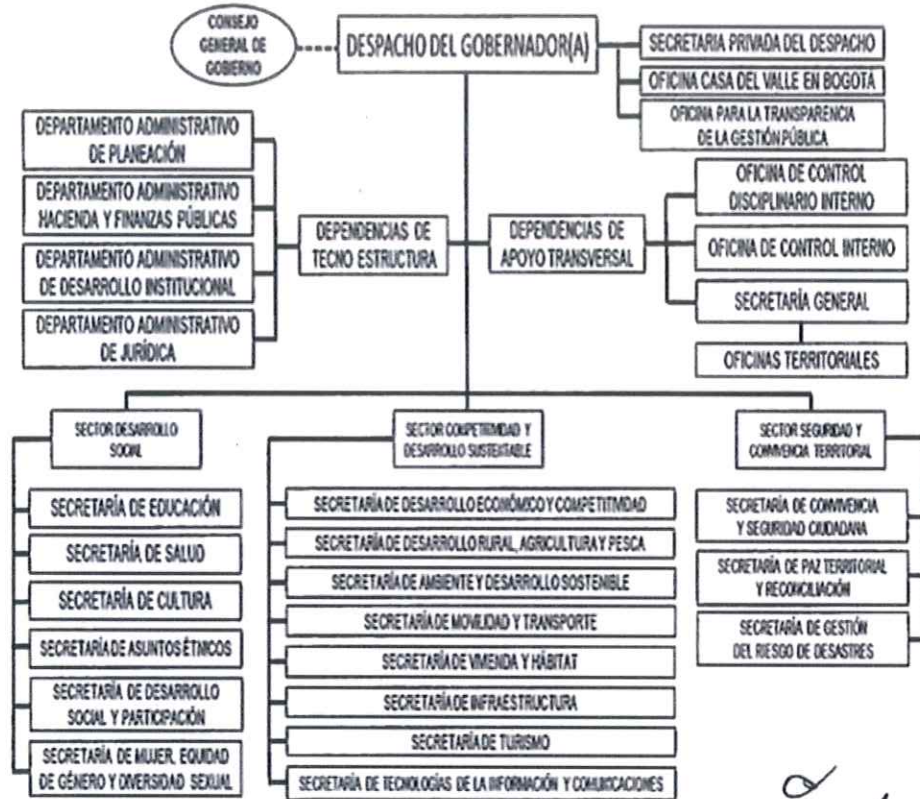 CONSEJO
GENERAL DE
GOBIERNO
DESPACHO DEL GOBERNADOR(A)
SECRETARIA PRIVADA DEL DESPACHO
OFICINA CASA DEL VALLE EN BOGOTÁ
OFICINA PARA LA TRANSPARENCIA
DE LA GESTIÓN PÚBLICA
DEPARTAMENTO ADMINISTRATIVO
DE PLANEACIÓN
DEPARTAMENTO ADMINISTRATIVO
HACIENDA Y FINANZAS PÚBLICAS
DEPARTAMENTO ADMINISTRATIVO
DE DESARROLLO INSTITUCIONAL
DEPARTAMENTO ADMINISTRATIVO
DE JURÍDICA
DEPENDENCIAS DE
TECNO ESTRUCTURA
DEPENDENCIAS DE
APOYO TRANSVERSAL
OFICINA DE CONTROL
DISCIPLINARIO INTERNO
OFICINA DE CONTROL INTERNO
SECRETARÍA GENERAL
OFICINAS TERRITORIALES
SECTOR DESARROLLO
SOCIAL
SECRETARÍA DE EDUCACIÓN
SECRETARÍA DE SALUD
SECRETARÍA DE CULTURA
SECRETARÍA DE ASUNTOS ÉTNICOS
SECRETARÍA DE DESARROLLO
SOCIAL Y PARTICIPACIÓN
SECRETARÍA DE MUJER, EQUIDAD
DE GÉNERO Y DIVERSIDAD SEXUAL
SECTOR COMPETITIVIDAD Y
DESARROLLO SUSTENTABLE
SECRETARÍA DE DESARROLLO ECONÓMICO Y COMPETITIVIDAD
SECRETARÍA DE DESARROLLO RURAL, AGRICULTURA Y PESCA
SECRETARÍA DE AMBIENTE Y DESARROLLO SOSTENIBLE
SECRETARÍA DE MOVILIDAD Y TRANSPORTE
SECRETARÍA DE VIVIENDA Y HÁBITAT
SECRETARÍA DE INFRAESTRUCTURA
SECRETARÍA DE TURISMO
SECRETARÍA DE TECNOLOGÍAS DE LA INFORMACIÓN Y COMUNICACIONES
SECTOR SEGURIDAD Y
CONVIVENCIA TERRITORIAL
SECRETARÍA DE CONVIVENCIA
Y SEGURIDAD CIUDADANA
SECRETARÍA DE PAZ TERRITORIAL
Y RECONCILIACIÓN
SECRETARÍA DE GESTIÓN
DEL RIESGO DE DESASTRES